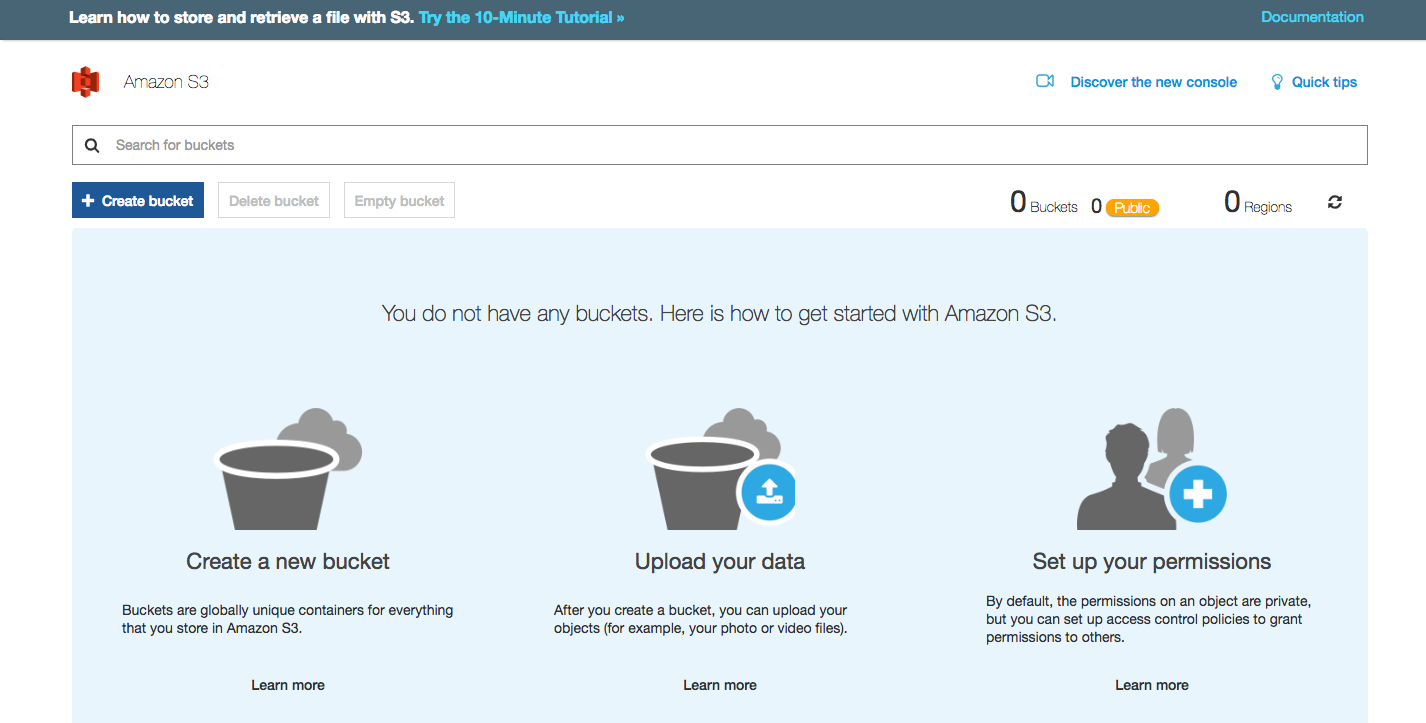 Learn how to store and retrieve a file with S3. Try the 10-Minute Tutorial » Documentation
Amazon S3 Discover the new console Quick tips
Search for buckets
Create bucket Delete bucket Empty bucket 0 Buckets 0 Public 0 Regions
You do not have any buckets. Here is how to get started with Amazon S3.
Create a new bucket
Buckets are globally unique containers for everything
that you store in Amazon S3.
Learn more
Upload your data
After you create a bucket, you can upload your
objects (for example, your photo or video files).
Learn more
Set up your permissions
By default, the permissions on an object are private,
but you can set up access control policies to grant
permissions to others.
Learn more